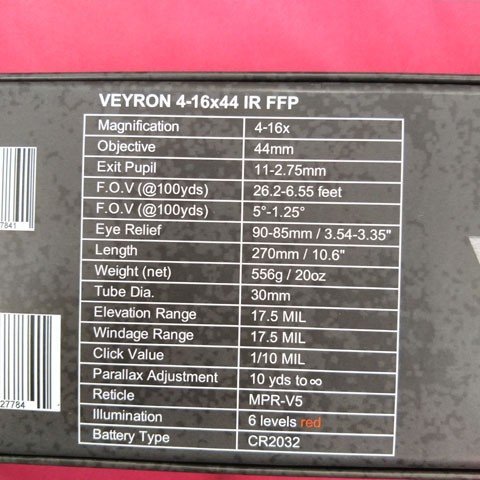 VEYRON 4-16x44 IR FFP
Magnification 4-16x
Objective 44mm
Exit Pupil 11-2.75mm
F.O.V (@100yds) 26.2-6.55 feet
F.O.V (@100yds) 5°-1.25°
Eye Relief 90-85mm / 3.54-3.35"
Length 270mm / 10.6"
Weight (net) 556g / 20oz
Tube Dia. 30mm
Elevation Range 17.5 MIL
Windage Range 17.5 MIL
Click Value 1/10 MIL
Parallax Adjustment 10 yds to ∞
Reticle MPR-V5
Illumination 6 levels red
Battery Type CR2032
7841
27784